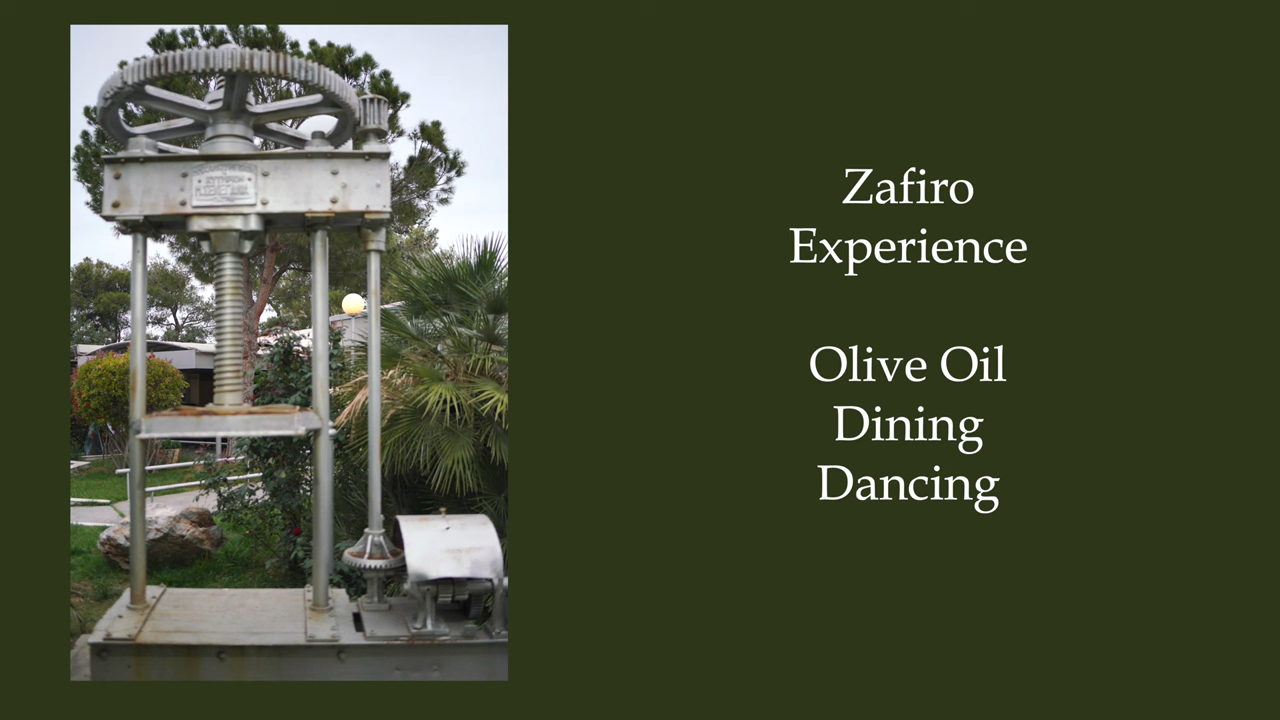 Zafiro
Experience
Olive Oil
Dining
Dancing